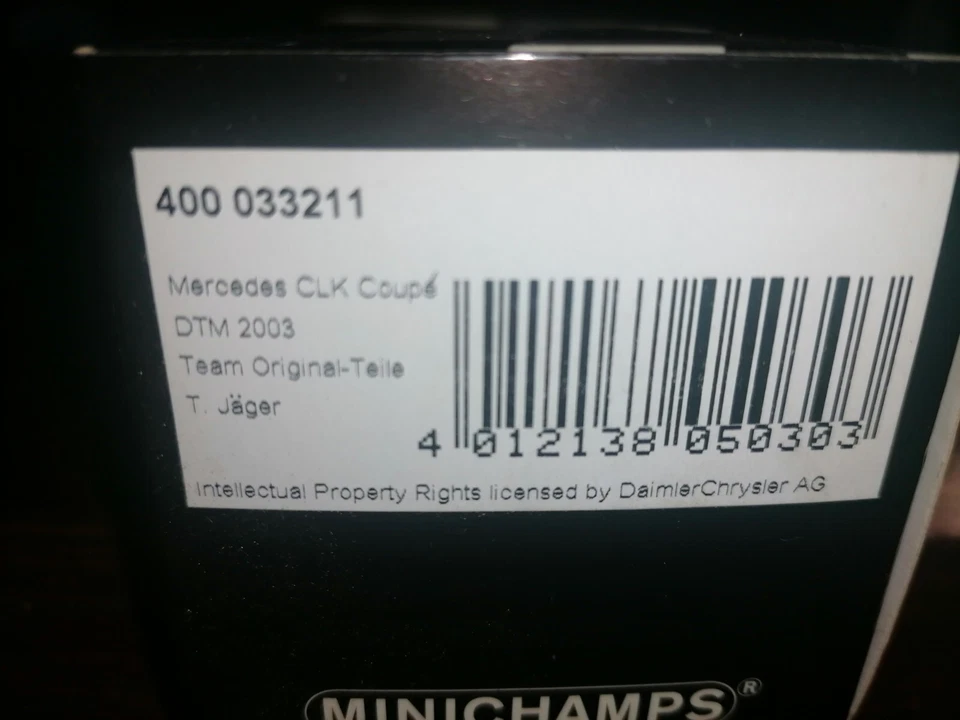 400 033211
Mercedes CLK Coupé
DTM 2003
Team Original-Teile
T. Jäger
4 012138 050303
Intellectual Property Rights licensed by DaimlerChrysler AG
MINICHAMPS®